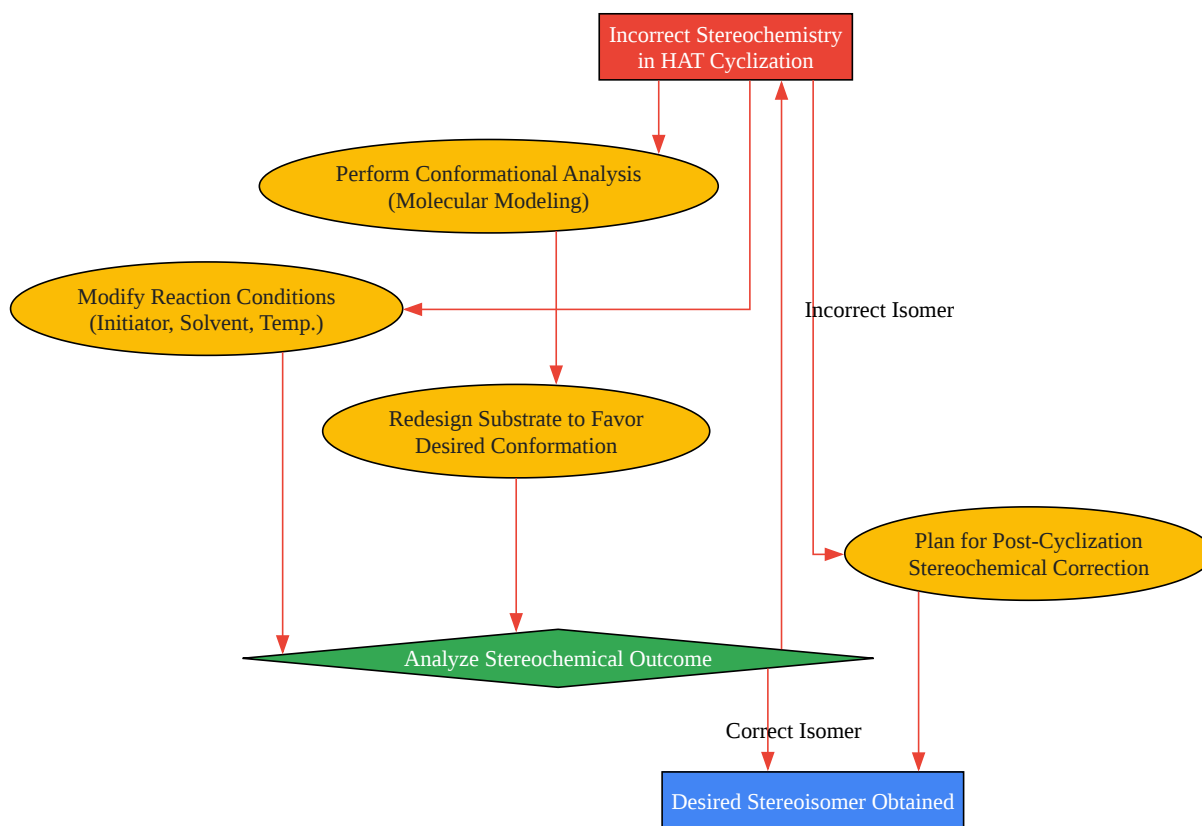 Incorrect Stereochemistry
in HAT Cyclization
Perform Conformational Analysis
(Molecular Modeling)
Modify Reaction Conditions
(Initiator, Solvent, Temp.)
Incorrect Isomer
Redesign Substrate to Favor
Desired Conformation
Plan for Post-Cyclization
Stereochemical Correction
Analyze Stereochemical Outcome
Correct Isomer
Desired Stereoisomer Obtained